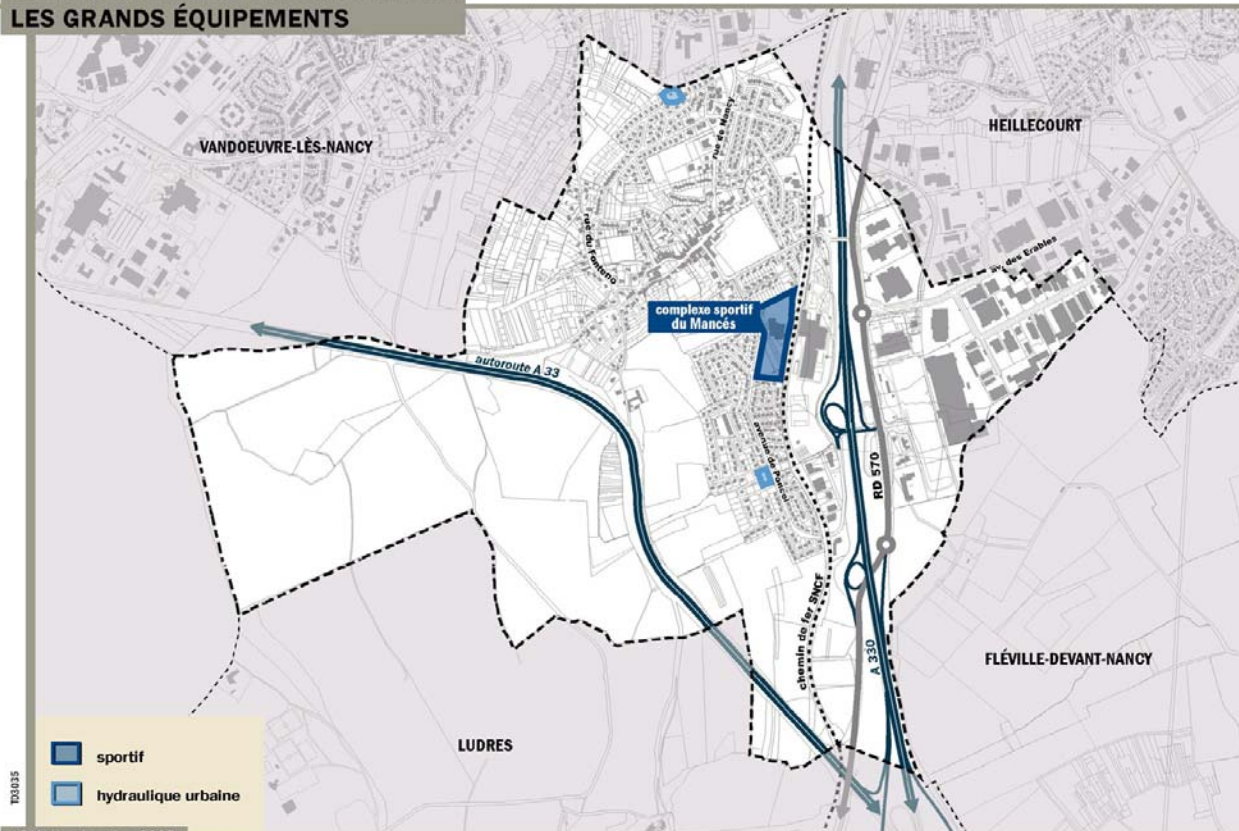 LES GRANDS ÉQUIPEMENTS
VANDOEUVRE-LÈS-NANCY
HEILLECOURT
rue de Nancy
rue du Fonteno
av. des Erables
complexe sportif
du Mancés
autoroute A 33
avenue de Poncel
RD 570
chemin de fer SNCF
A 330
FLÉVILLE-DEVANT-NANCY
LUDRES
sportif
hydraulique urbaine
TD3035